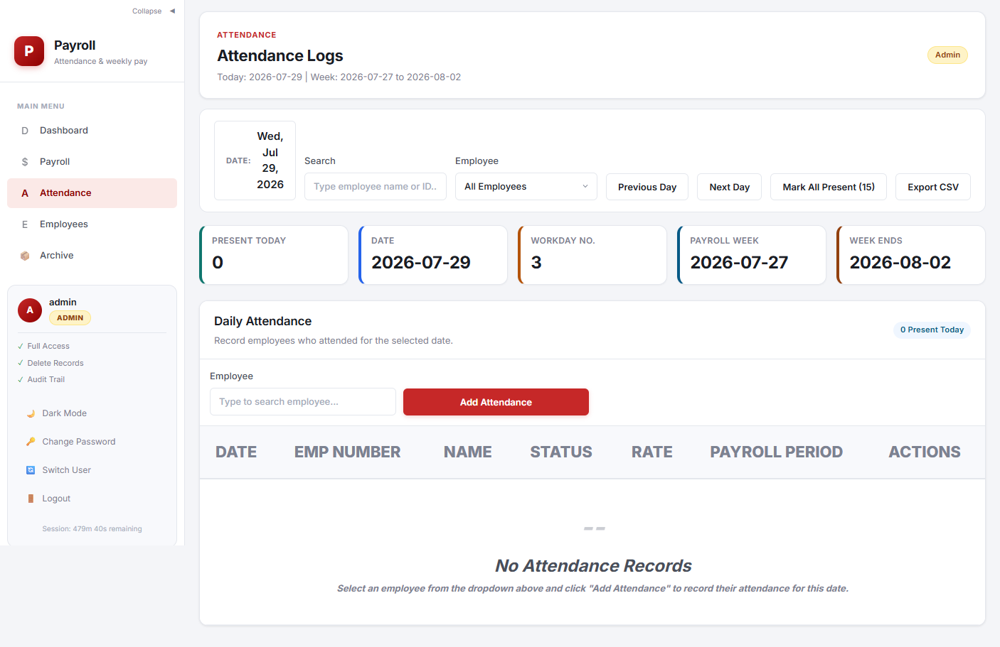 Collapse ◀
P
Payroll
Attendance & weekly pay
MAIN MENU
D Dashboard
$ Payroll
A Attendance
E Employees
Archive
A
admin
ADMIN
✓ Full Access
✓ Delete Records
✓ Audit Trail
Dark Mode
Change Password
Switch User
Logout
Session: 479m 40s remaining
ATTENDANCE
Attendance Logs
Today: 2026-07-29 | Week: 2026-07-27 to 2026-08-02
Admin
DATE:
Wed,
Jul
29,
2026
Search
Type employee name or ID..
Employee
All Employees
Previous Day
Next Day
Mark All Present (15)
Export CSV
PRESENT TODAY
0
DATE
2026-07-29
WORKDAY NO.
3
PAYROLL WEEK
2026-07-27
WEEK ENDS
2026-08-02
Daily Attendance
Record employees who attended for the selected date.
0 Present Today
Employee
Type to search employee...
Add Attendance
DATE EMP NUMBER NAME STATUS RATE PAYROLL PERIOD ACTIONS
--
No Attendance Records
Select an employee from the dropdown above and click "Add Attendance" to record their attendance for this date.